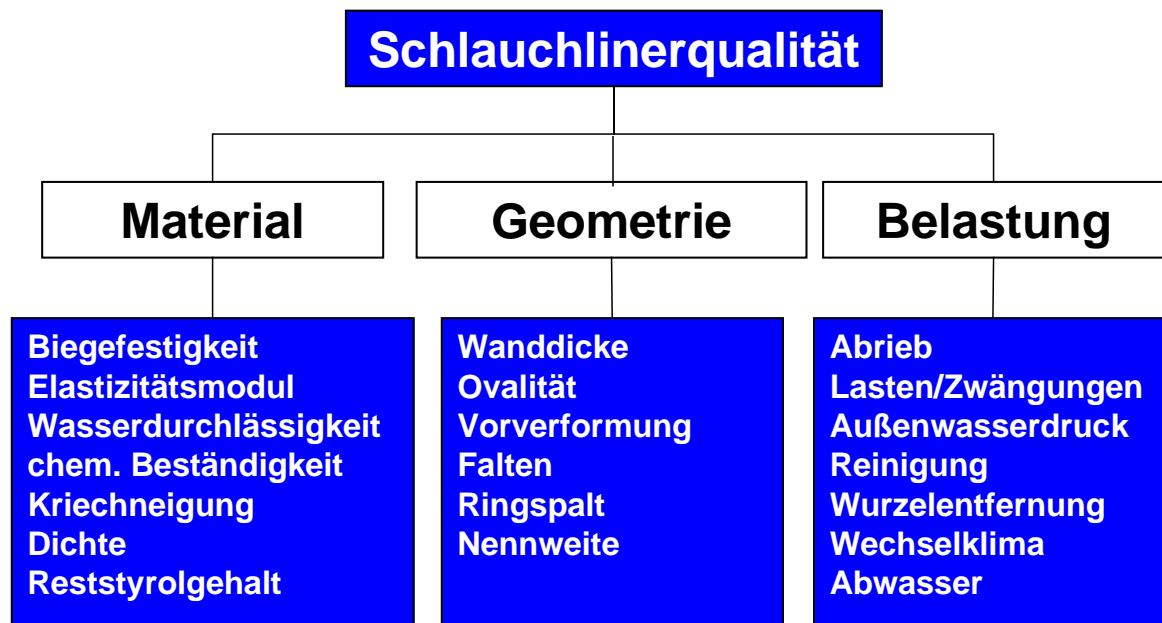 Schlauchlinerqualität
Material
Geometrie
Belastung
Biegefestigkeit
Elastizitätsmodul
Wasserdurchlässigkeit
chem. Beständigkeit
Kriechneigung
Dichte
Reststyrolgehalt
Wanddicke
Ovalität
Vorverformung
Falten
Ringspalt
Nennweite
Abrieb
Lasten/Zwängungen
Außenwasserdruck
Reinigung
Wurzelentfernung
Wechselklima
Abwasser